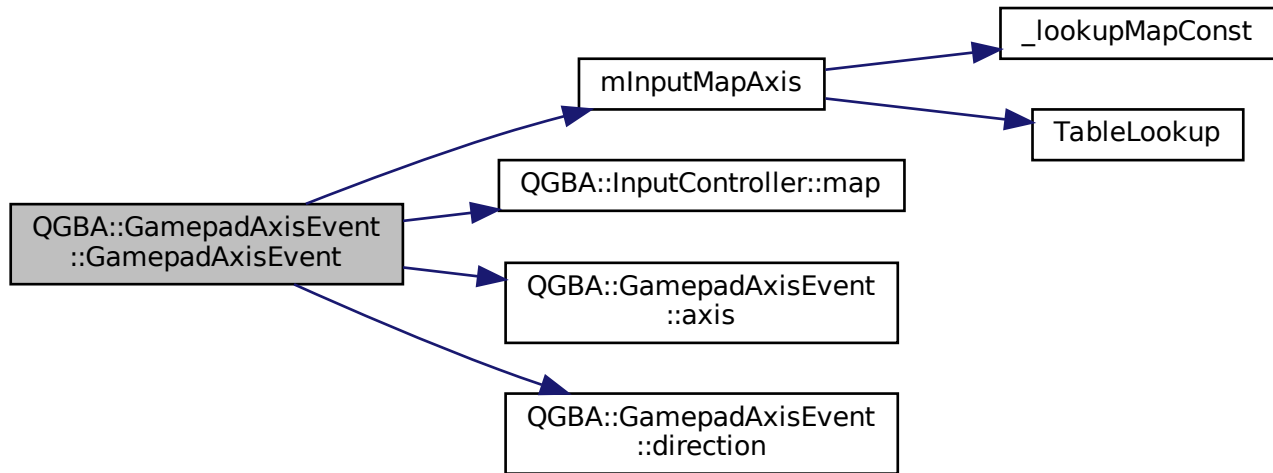 _lookupMapConst
mInputMapAxis
TableLookup
QGBA::InputController::map
QGBA::GamepadAxisEvent
::GamepadAxisEvent
QGBA::GamepadAxisEvent
::axis
QGBA::GamepadAxisEvent
::direction